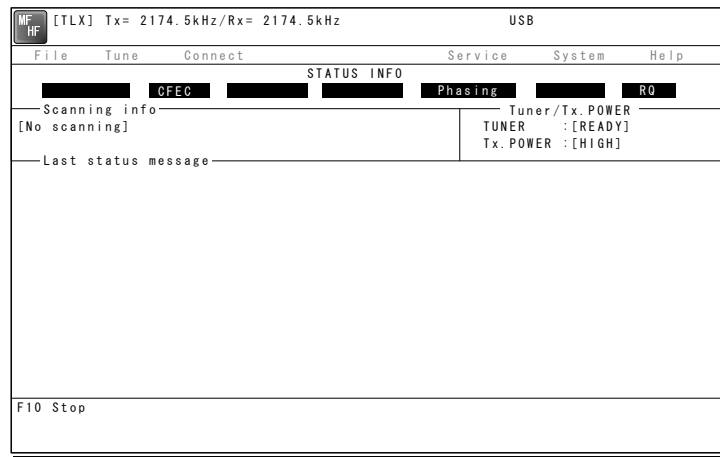 MF HF [TLX] Tx= 2174.5kHz/Rx= 2174.5kHz USB
File Tune Connect Service System Help
STATUS INFO
CFEC Phasing RQ
Scanning info Tuner/Tx.POWER
[No scanning] TUNER :[READY]
Tx.POWER :[HIGH]
Last status message
F10 Stop